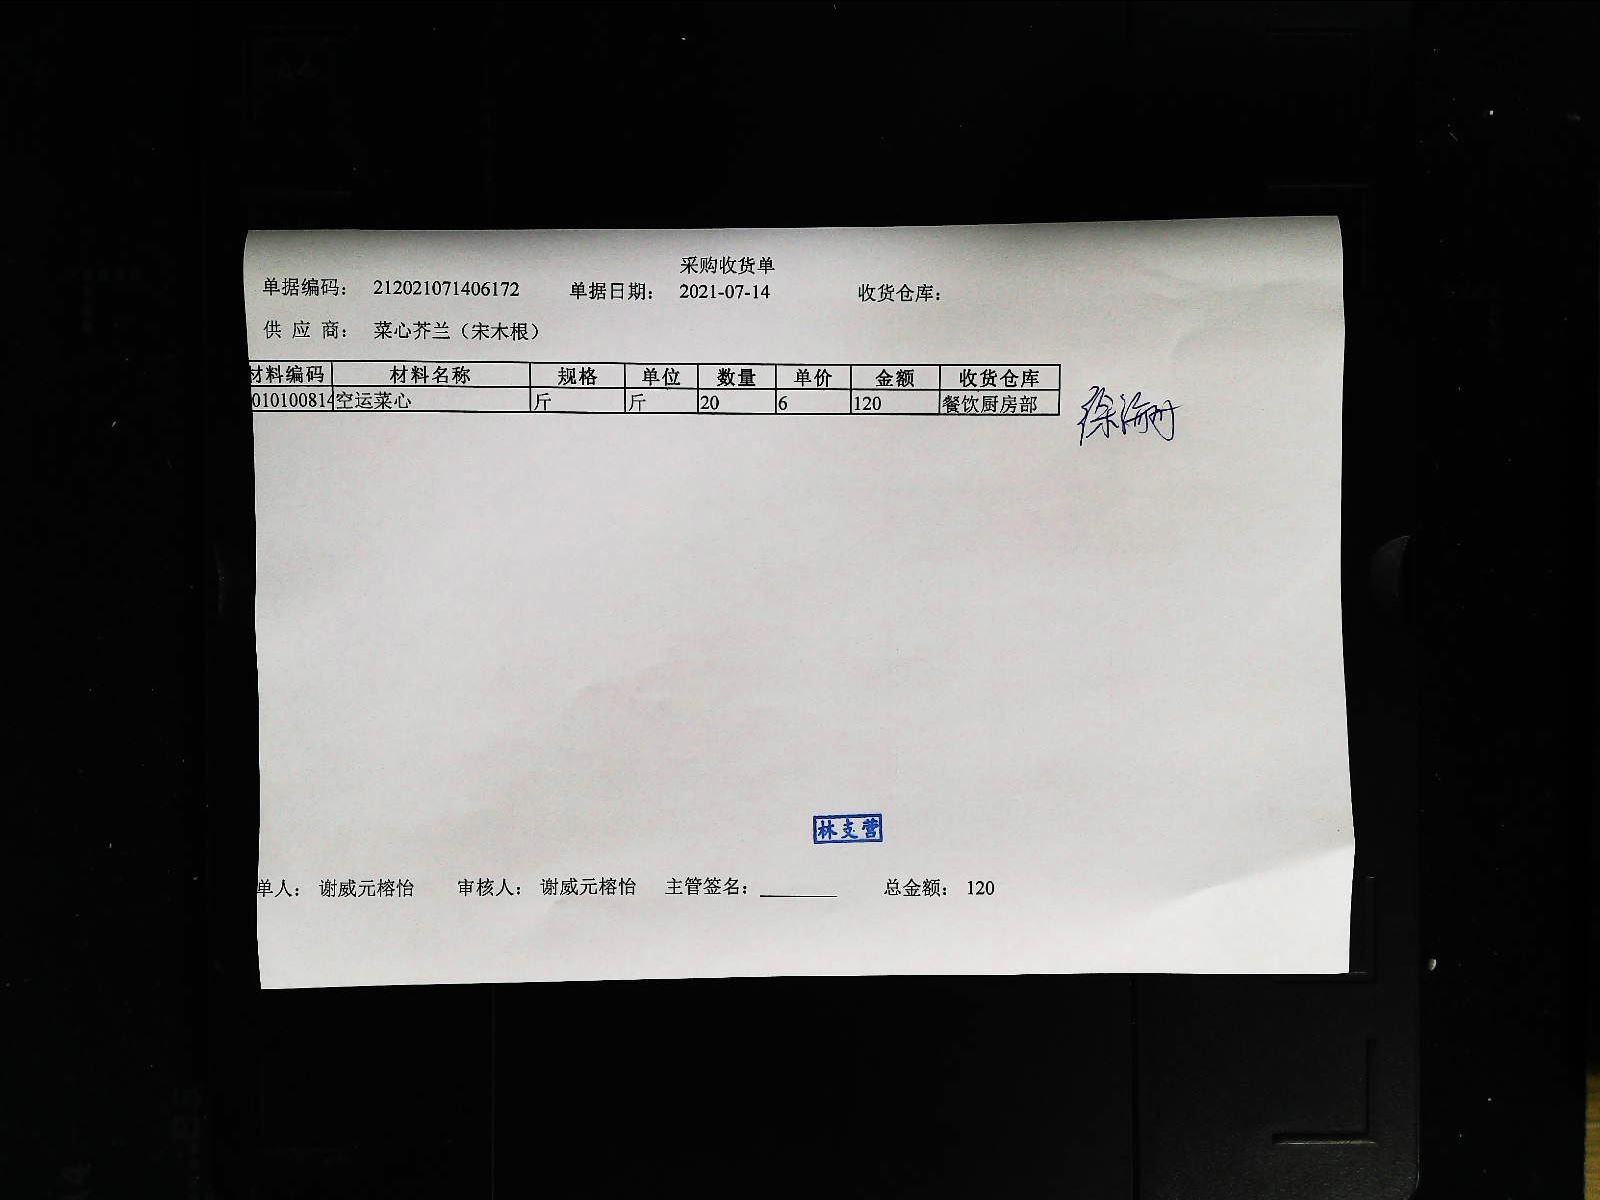 采购收货单
单据编码： 212021071406172 单据日期： 2021-07-14 收货仓库：
供 应 商： 菜心芥兰（宋木根）
材料编码 材料名称 规格 单位 数量 单价 金额 收货仓库
010100814 空运菜心 斤 斤 20 6 120 餐饮厨房部
林支营
单人： 谢威元榕怡 审核人： 谢威元榕怡 主管签名： 总金额： 120